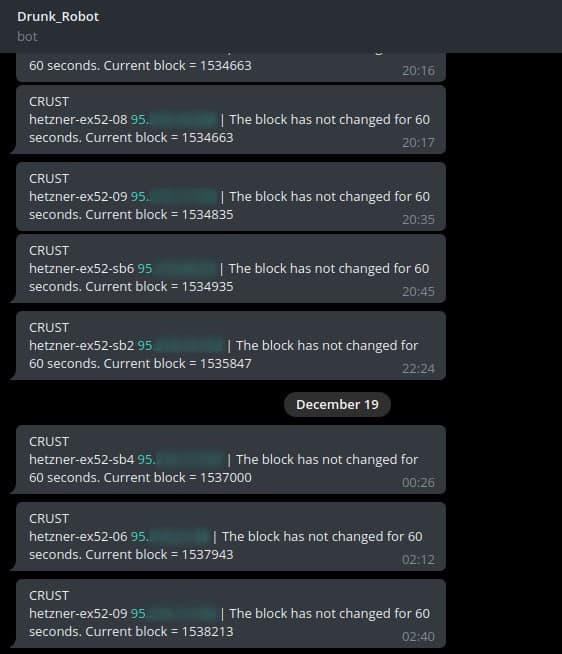 Drunk_Robot
bot
60 seconds. Current block = 1534663
20:16
CRUST
hetzner-ex52-08 95. | The block has not changed for 60
seconds. Current block = 1534663
20:17
CRUST
hetzner-ex52-09 95. | The block has not changed for 60
seconds. Current block = 1534835
20:35
CRUST
hetzner-ex52-sb6 95 | The block has not changed for 60
seconds. Current block = 1534935
20:45
CRUST
hetzner-ex52-sb2 95. | The block has not changed for
60 seconds. Current block = 1535847
22:24
December 19
CRUST
hetzner-ex52-sb4 95. | The block has not changed for
60 seconds. Current block = 1537000
00:26
CRUST
hetzner-ex52-06 95. | The block has not changed for 60
seconds. Current block = 1537943
02:12
CRUST
hetzner-ex52-09 95. | The block has not changed for 60
seconds. Current block = 1538213
02:40